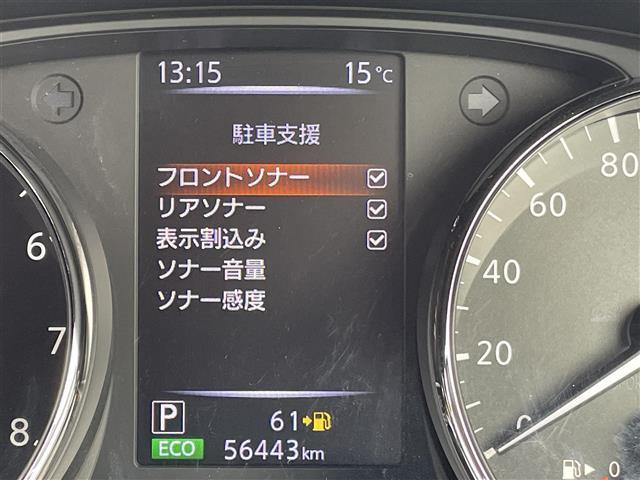 13:15 15℃
駐車支援
フロントソナー
リアソナー
表示割込み
ソナー音量
ソナー感度
P 61
ECO 56443km
6
7
8
80
60
40
20
0
0